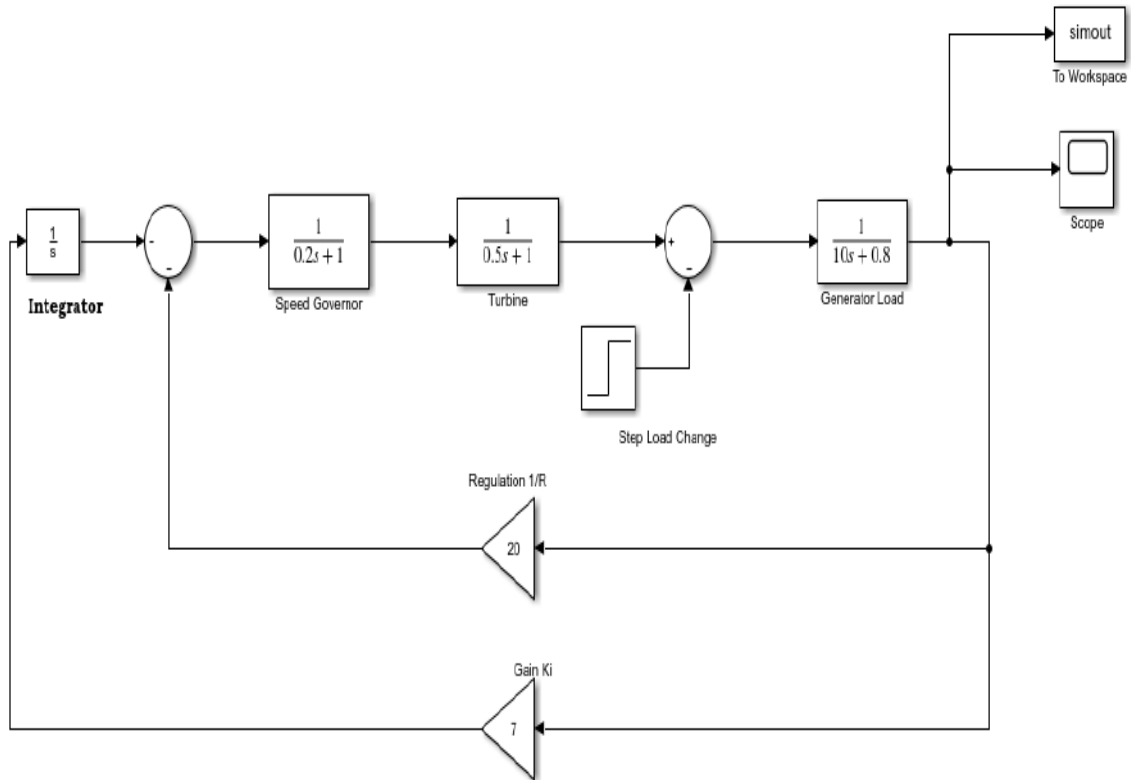 simout
To Workspace
Scope
1
s
Integrator
-
-
1
0.2s + 1
Speed Governor
1
0.5s + 1
Turbine
+
-
1
10s + 0.8
Generator Load
Step Load Change
Regulation 1/R
20
Gain Ki
7